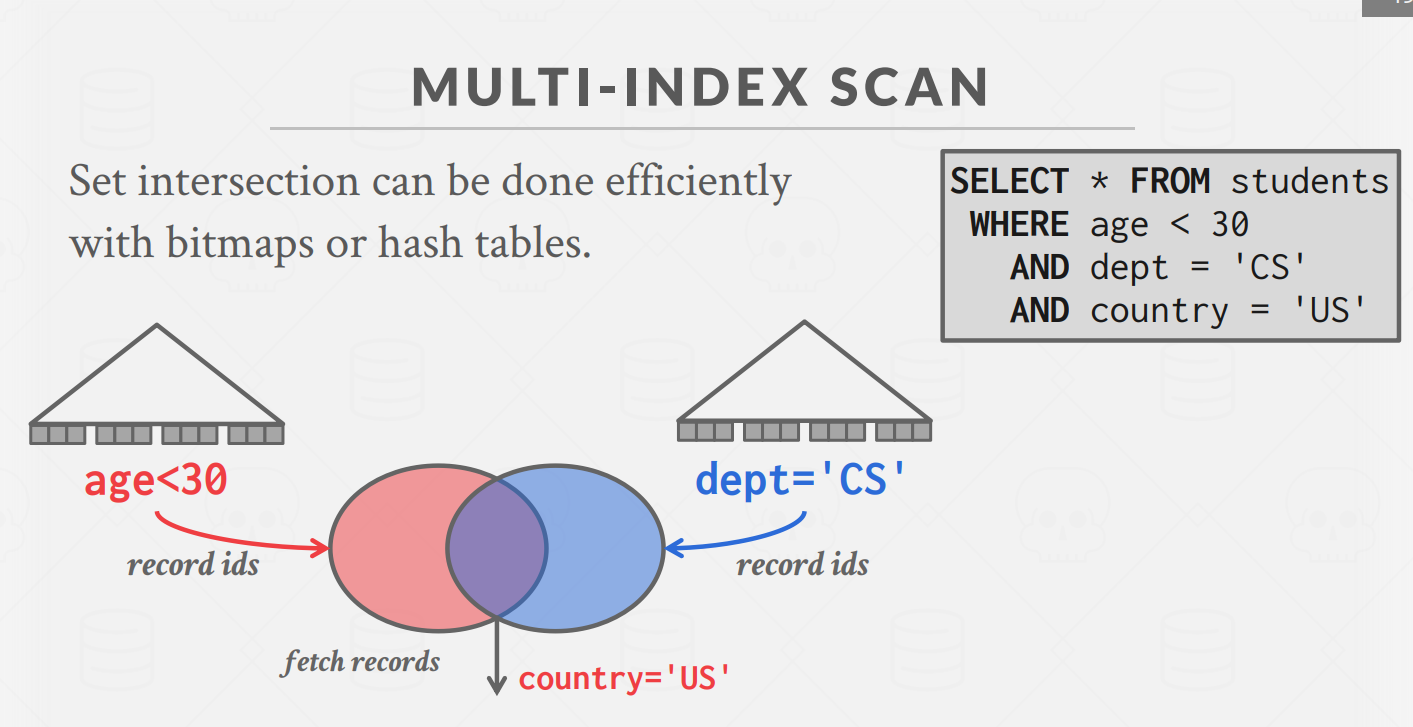 MULTI-INDEX SCAN
Set intersection can be done efficiently
with bitmaps or hash tables.
SELECT * FROM students
WHERE age < 30
AND dept = 'CS'
AND country = 'US'
age<30
dept='CS'
record ids
record ids
fetch records
country='US'